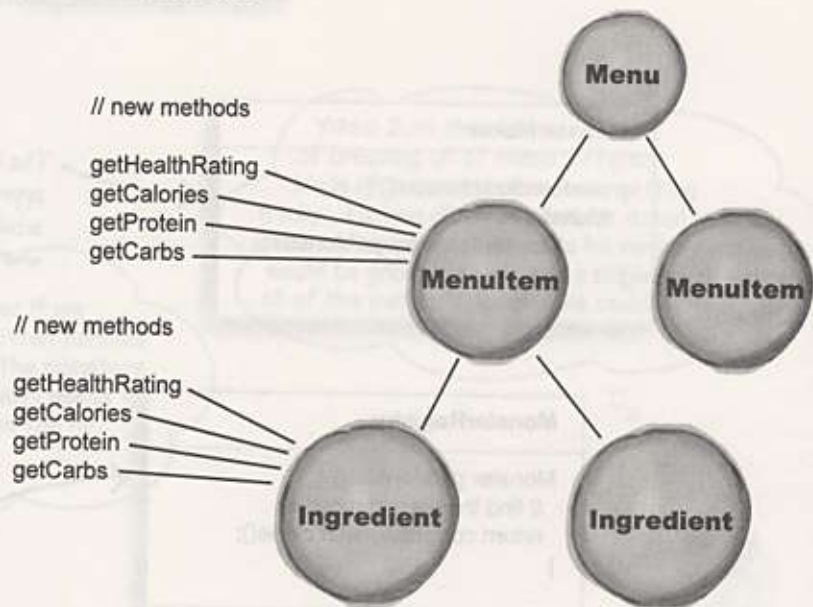 Menu
// new methods
getHealthRating
getCalories
getProtein
getCarbs
MenuItem
MenuItem
// new methods
getHealthRating
getCalories
getProtein
getCarbs
Ingredient
Ingredient